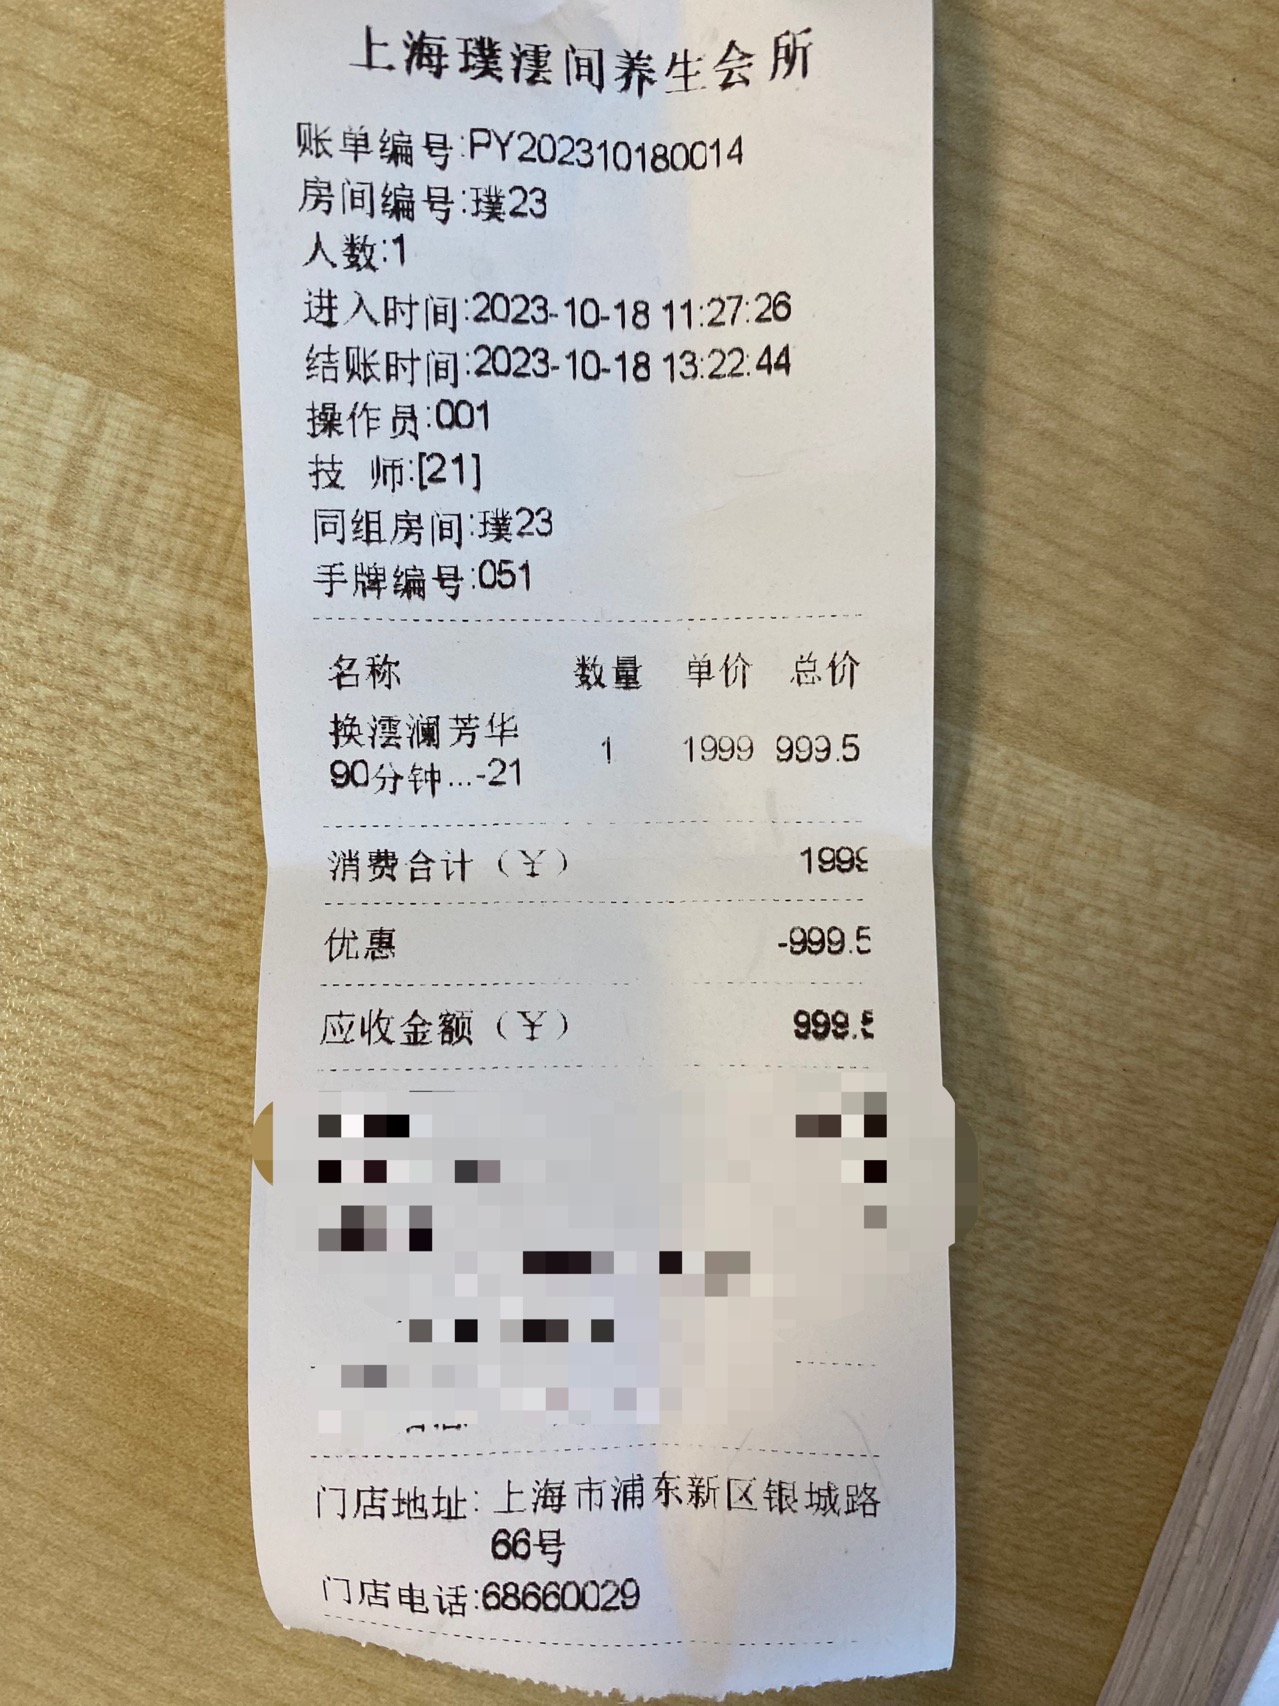 上海璞澐间养生会所
账单编号:PY202310180014
房间编号:璞23
人数:1
进入时间:2023-10-18 11:27:26
结账时间:2023-10-18 13:22:44
操作员:001
技 师:[21]
同组房间:璞23
手牌编号:051
名称 数量 单价 总价
换澐澜芳华 1 1999 999.5
90分钟...-21
消费合计（￥） 1999
优惠 -999.5
应收金额（￥） 999.5
门店地址: 上海市浦东新区银城路
66号
门店电话:68660029